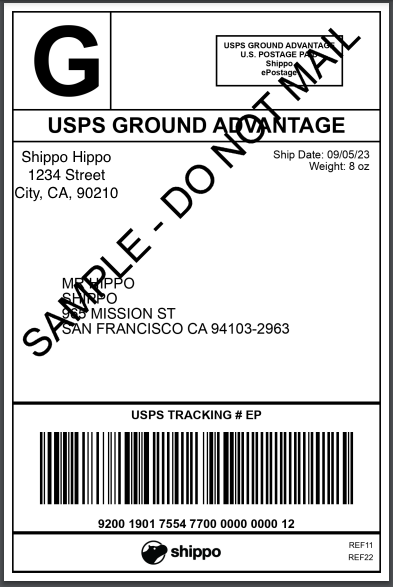 G
USPS GROUND ADVANTAGE
U.S. POSTAGE PAID
Shippo
ePostage
USPS GROUND ADVANTAGE
Shippo Hippo
1234 Street
City, CA, 90210
Ship Date: 09/05/23
Weight: 8 oz
SAMPLE - DO NOT MAIL
MR HIPPO
SHIPPO
965 MISSION ST
SAN FRANCISCO CA 94103-2963
USPS TRACKING # EP
9200 1901 7554 7700 0000 0000 12
shippo
REF11
REF22